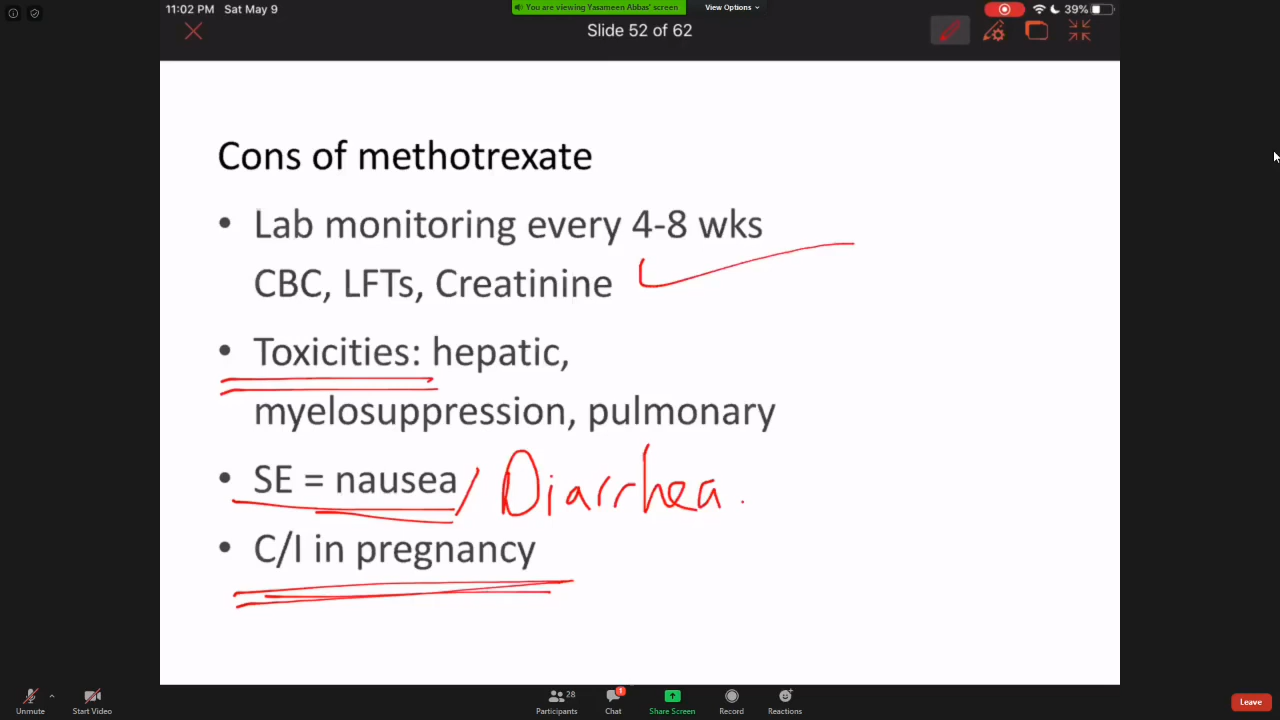 11:02 PM Sat May 9
You are viewing Yasameen Abbas' screen
View Options
39%
Slide 52 of 62
Cons of methotrexate
• Lab monitoring every 4-8 wks
CBC, LFTs, Creatinine
• Toxicities: hepatic,
myelosuppression, pulmonary
• SE = nausea / Diarrhea.
• C/I in pregnancy
Unmute
Start Video
28
Participants
1
Chat
Share Screen
Record
Reactions
Leave